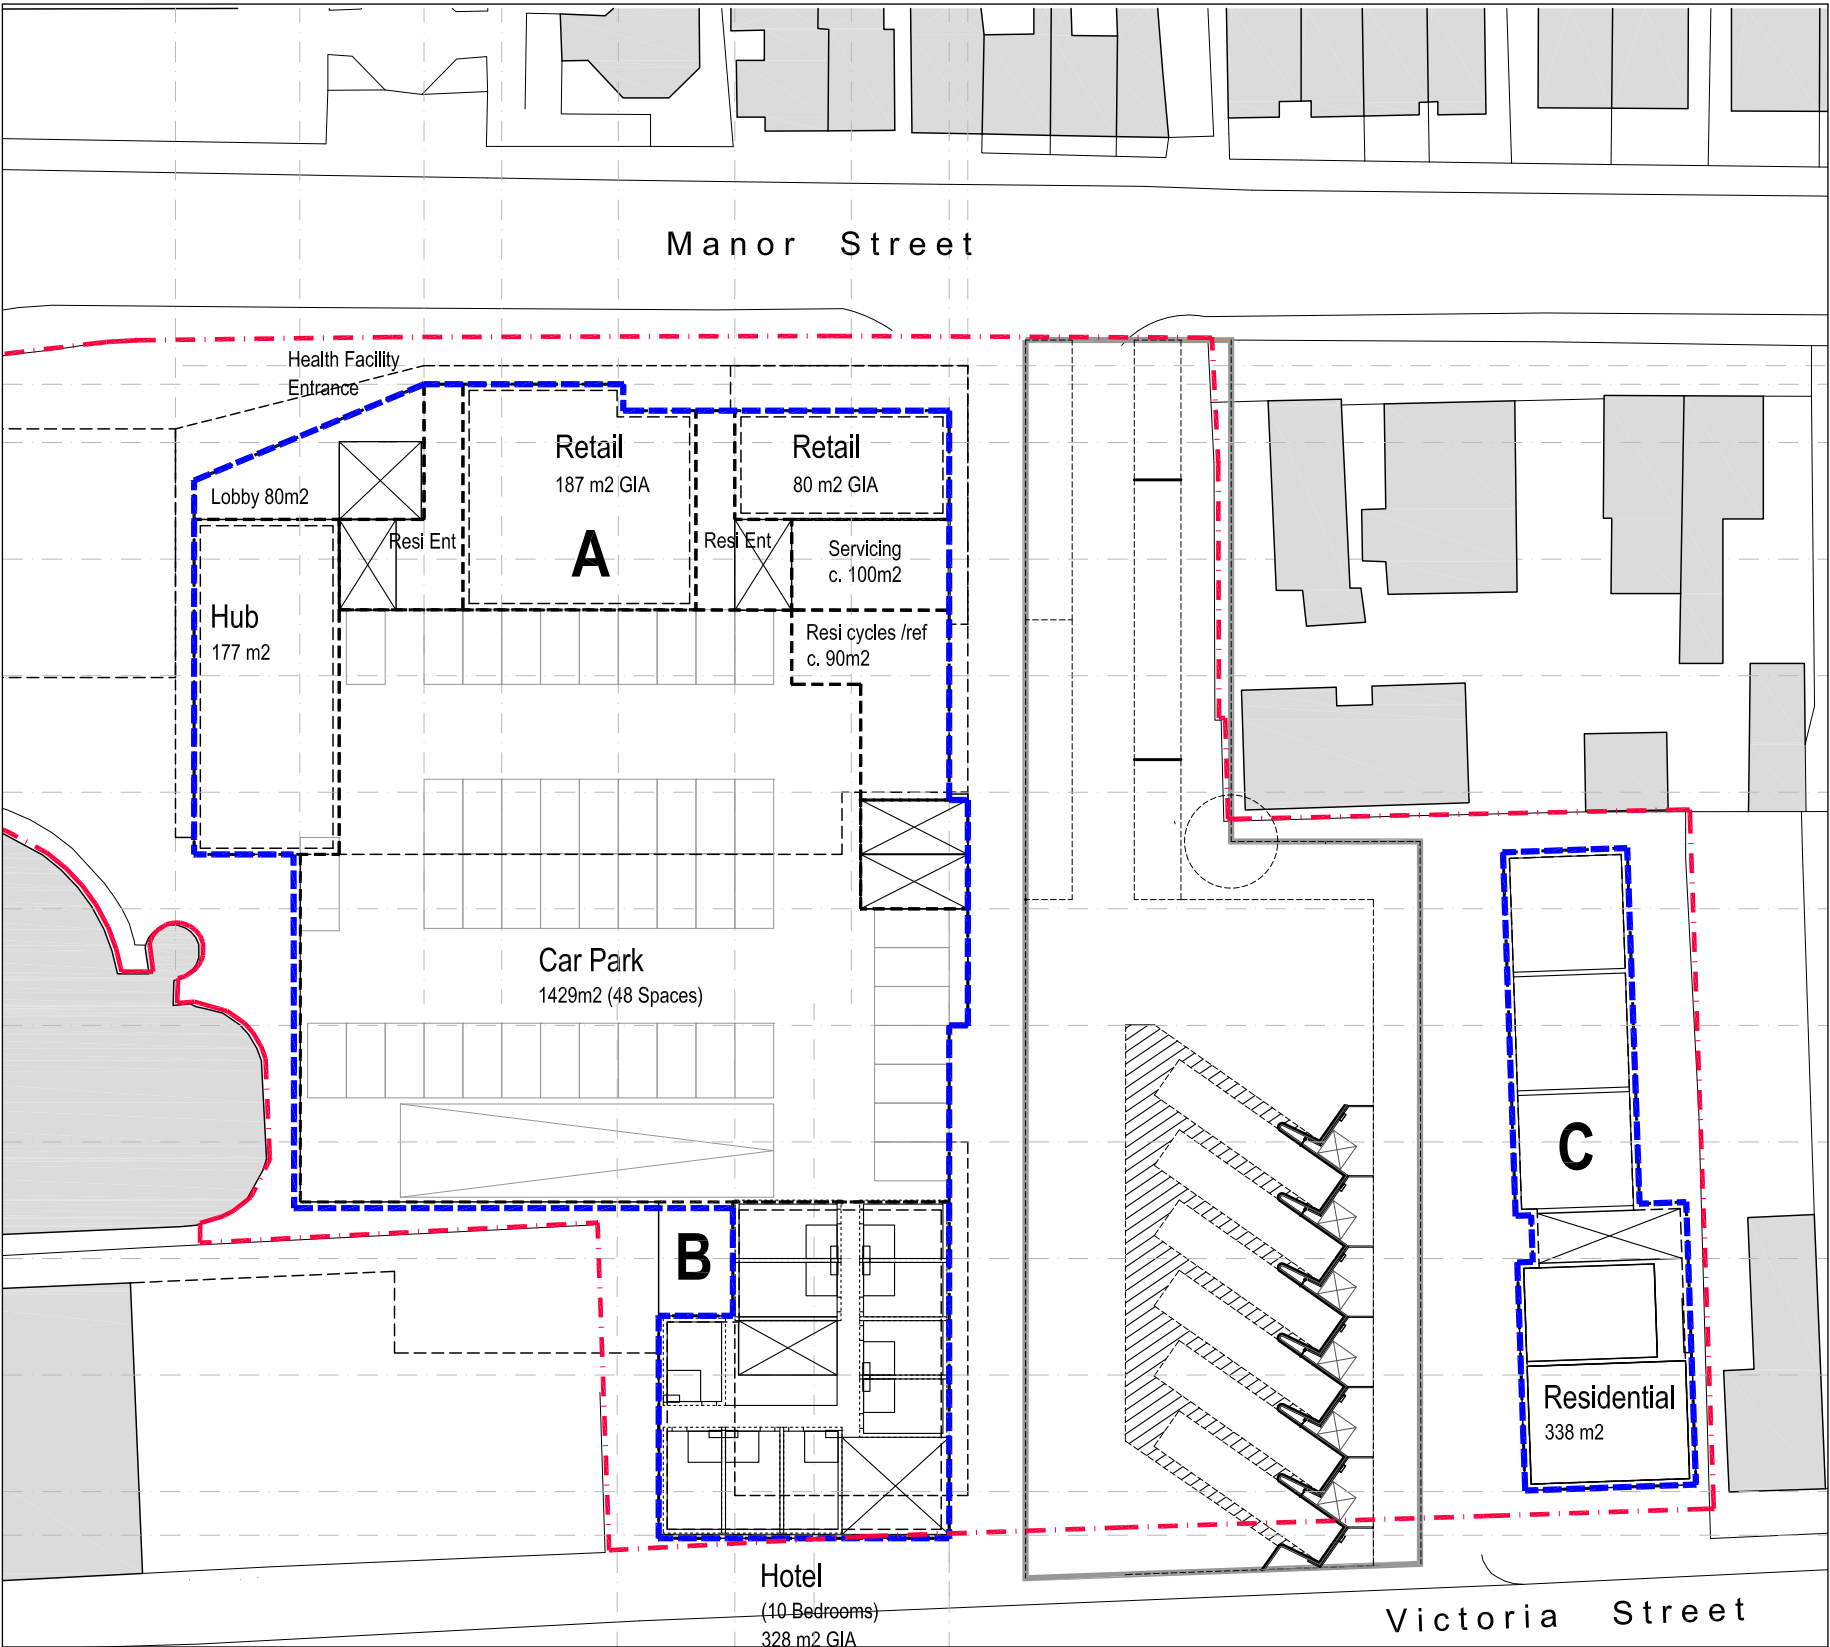 Manor Street
Health Facility
Entrance
Retail
187 m2 GIA
Retail
80 m2 GIA
Lobby 80m2
Resi Ent
A
Resi Ent
Servicing
c. 100m2
Hub
177 m2
Resi cycles /ref
c. 90m2
Car Park
1429m2 (48 Spaces)
C
B
Residential
338 m2
Hotel
(10 Bedrooms)
328 m2 GIA
Victoria Street